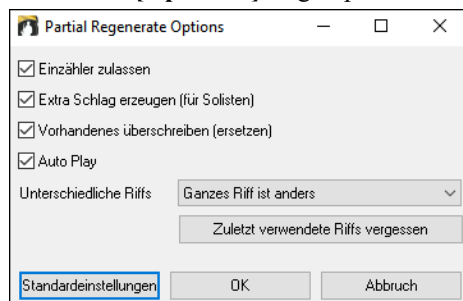 Partial Regenerate Options
Einzähler zulassen
Extra Schlag erzeugen (für Solisten)
Vorhandenes überschreiben (ersetzen)
Auto Play
Unterschiedliche Riffs Ganzes Riff ist anders
Zuletzt verwendete Riffs vergessen
Standardeinstellungen OK Abbruch